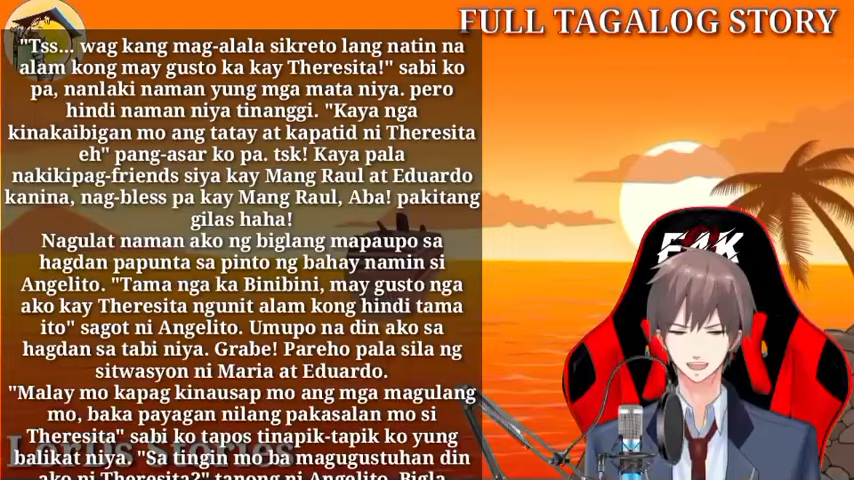 FULL TAGALOG STORY
"Tss... wag kang mag-alala sikreto lang natin na
alam kong may gusto ka kay Theresita!" sabi ko
pa, nanlaki naman yung mga mata niya. pero
hindi naman niya tinanggi. "Kaya nga
kinakaibigan mo ang tatay at kapatid ni Theresita
eh" pang-asar ko pa. tsk! Kaya pala
nakikipag-friends siya kay Mang Raul at Eduardo
kanina, nag-bless pa kay Mang Raul, Aba! pakitang
gilas haha!
Nagulat naman ako ng biglang mapaupo sa
hagdan papunta sa pinto ng bahay namin si
Angelito. "Tama nga ka Binibini, may gusto nga
ako kay Theresita ngunit alam kong hindi tama
ito" sagot ni Angelito. Umupo na din ako sa
hagdan sa tabi niya. Grabe! Pareho pala sila ng
sitwasyon ni Maria at Eduardo.
"Malay mo kapag kinausap mo ang mga magulang
mo, baka payagan nilang pakasalan mo si
Theresita" sabi ko tapos tinapik-tapik ko yung
balikat niya. "Sa tingin mo ba magugustuhan din
ako ni Theresita?" tanong ni Angelito. Bigla
Stories